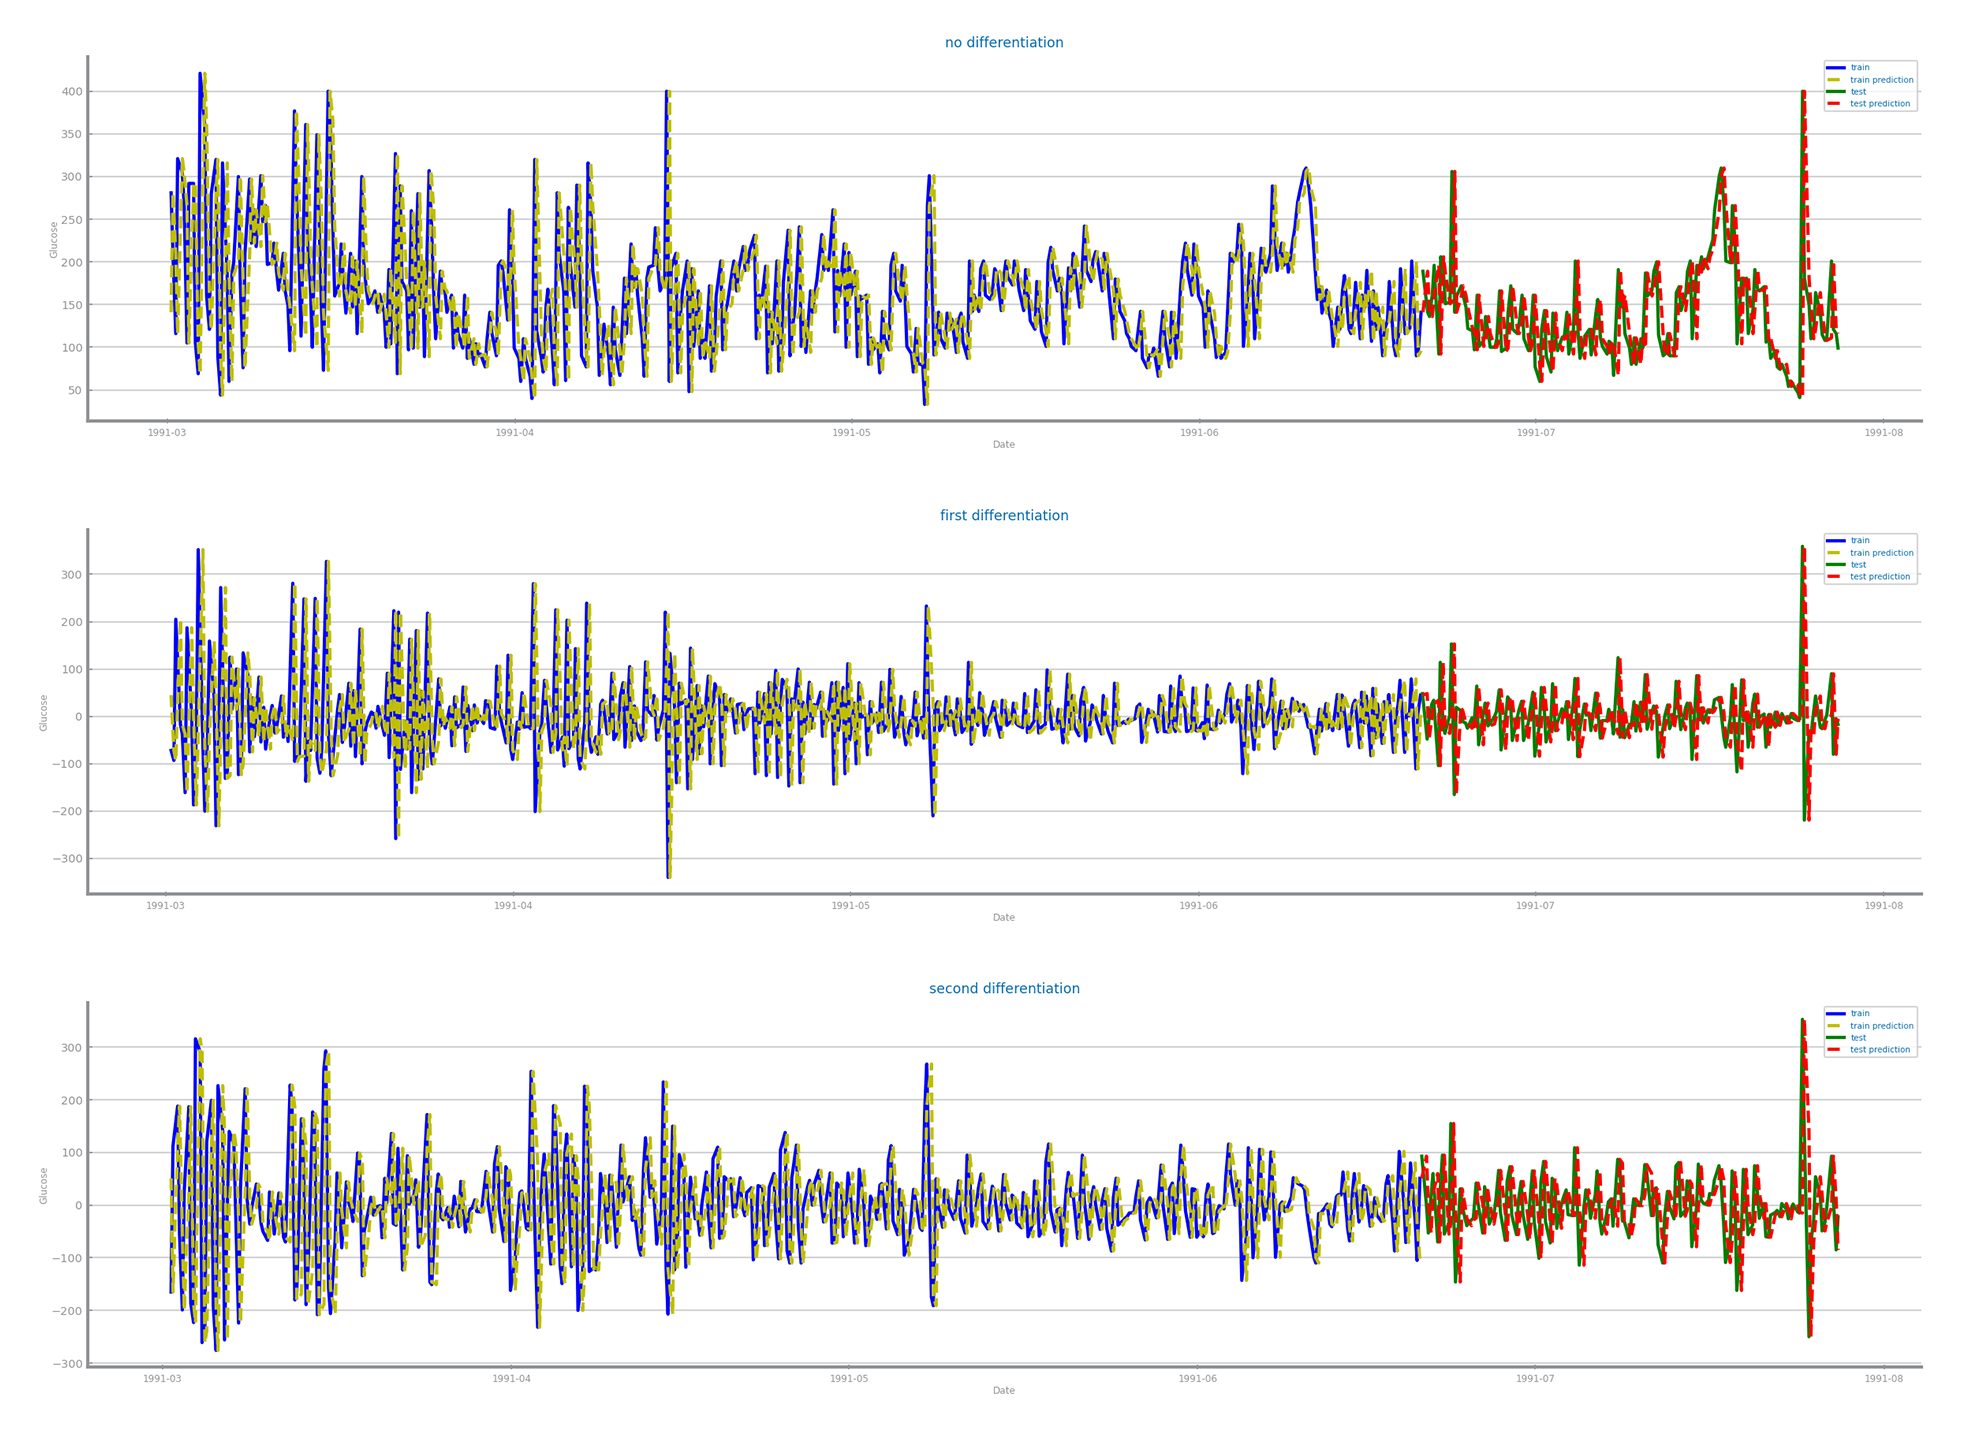 no differentiation
train
train prediction
test
test prediction
400
350
300
250
200
150
100
50
Glucose
1991-03 1991-04 1991-05 1991-06 1991-07 1991-08
Date
first differentiation
train
train prediction
test
test prediction
300
200
100
0
−100
−200
−300
Glucose
1991-03 1991-04 1991-05 1991-06 1991-07 1991-08
Date
second differentiation
train
train prediction
test
test prediction
300
200
100
0
−100
−200
−300
Glucose
1991-03 1991-04 1991-05 1991-06 1991-07 1991-08
Date